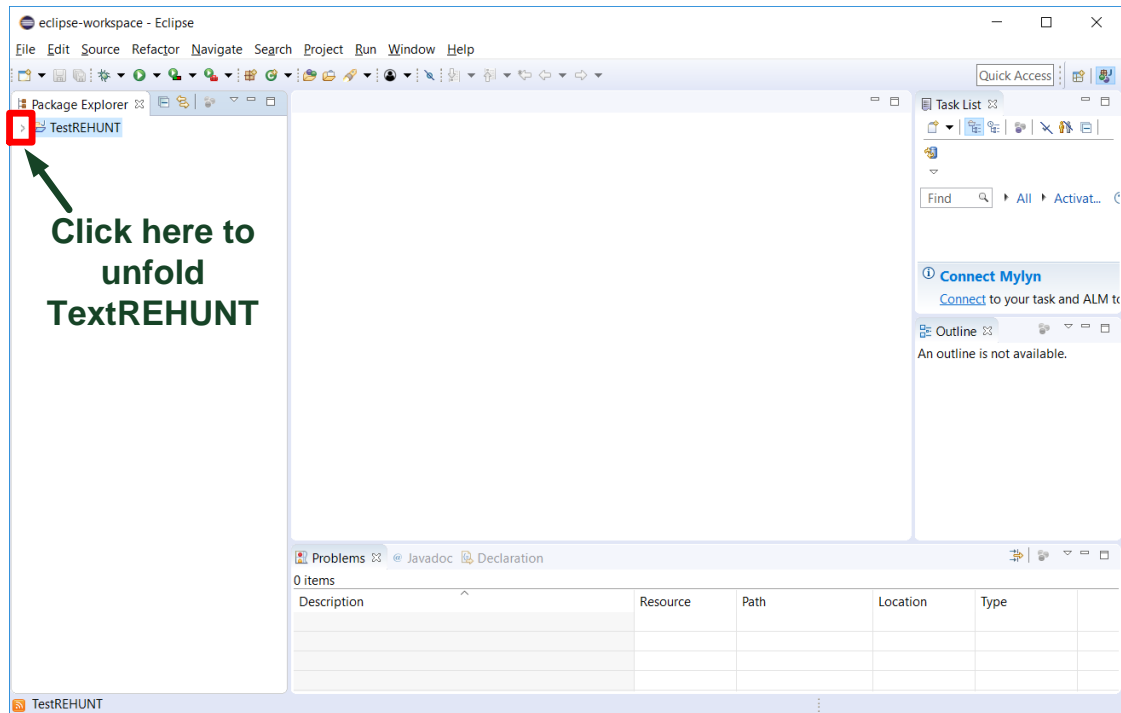 eclipse-workspace - Eclipse
File Edit Source Refactor Navigate Search Project Run Window Help
Quick Access
Package Explorer
Task List
TestREHUNT
Find All Activat...
Click here to
unfold
TextREHUNT
Connect Mylyn
Connect to your task and ALM to
Outline
An outline is not available.
Problems Javadoc Declaration
0 items
Description Resource Path Location Type
TestREHUNT